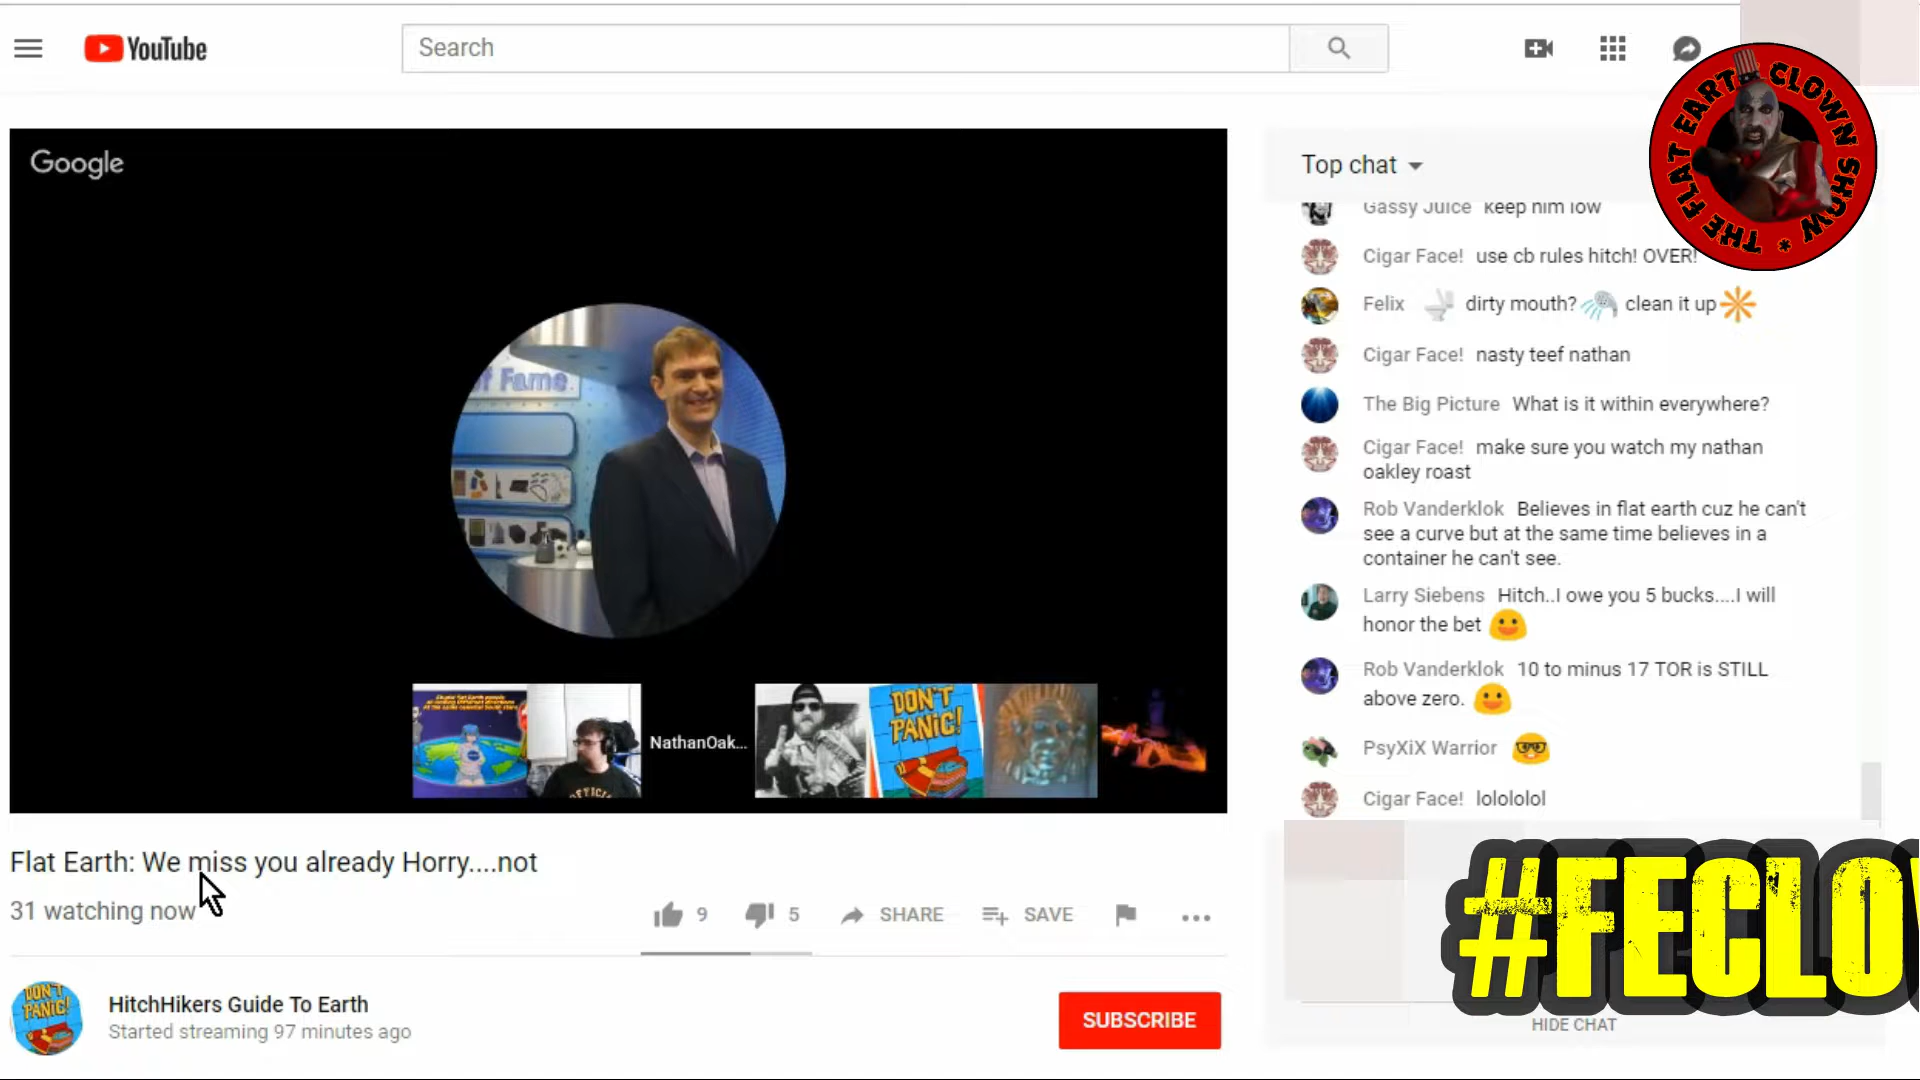 YouTube
Search
THE FLAT EARTH CLOWN SHOW *
Google
of Fame.
DON'T
PANIC!
NathanOak...
Top chat
Gassy Juice keep him low
Cigar Face! use cb rules hitch! OVER!
Felix dirty mouth? clean it up
Cigar Face! nasty teef nathan
The Big Picture What is it within everywhere?
Cigar Face! make sure you watch my nathan
oakley roast
Rob Vanderklok Believes in flat earth cuz he can't
see a curve but at the same time believes in a
container he can't see.
Larry Siebens Hitch..I owe you 5 bucks....I will
honor the bet
Rob Vanderklok 10 to minus 17 TOR is STILL
above zero.
PsyXiX Warrior
Cigar Face! lolololol
Flat Earth: We miss you already Horry....not
31 watching now
9 5 SHARE SAVE
#FECLO
DON'T
PANIC!
HitchHikers Guide To Earth
Started streaming 97 minutes ago
SUBSCRIBE
HIDE CHAT